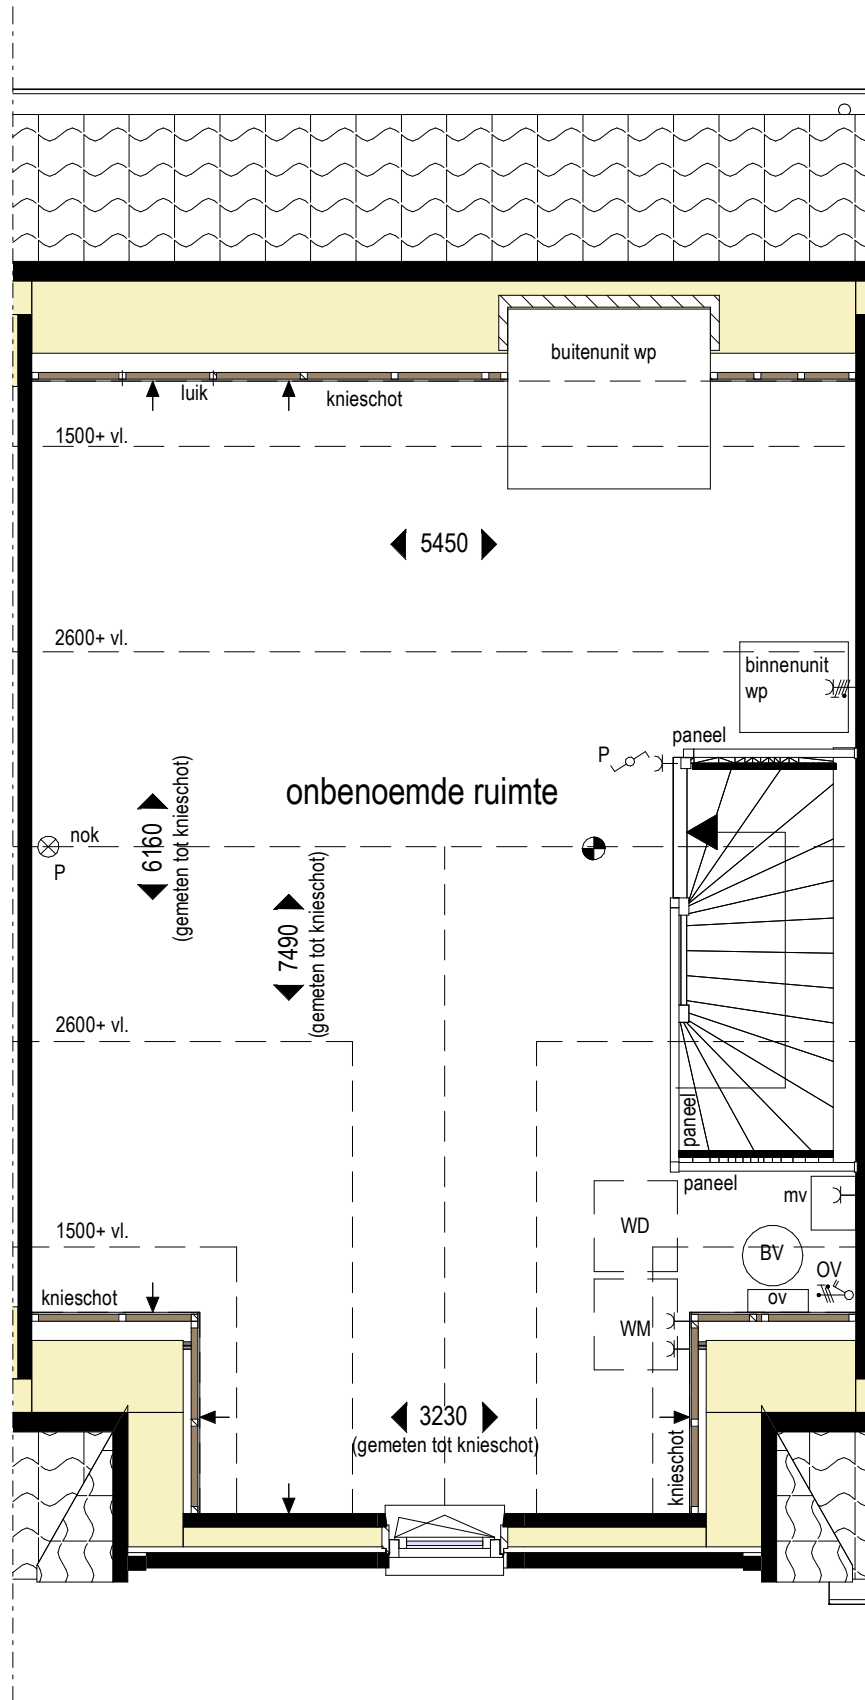 buitenunit wp
luik
knieschot
1500+ vl.
5450
2600+ vl.
binnenunit
wp
paneel
P
onbenoemde ruimte
nok
P
6160
(gemeten tot knieschot)
7490
(gemeten tot knieschot)
2600+ vl.
paneel
paneel
mv
WD
1500+ vl.
BV
OV
knieschot
ov
WM
3230
(gemeten tot knieschot)
knieschot